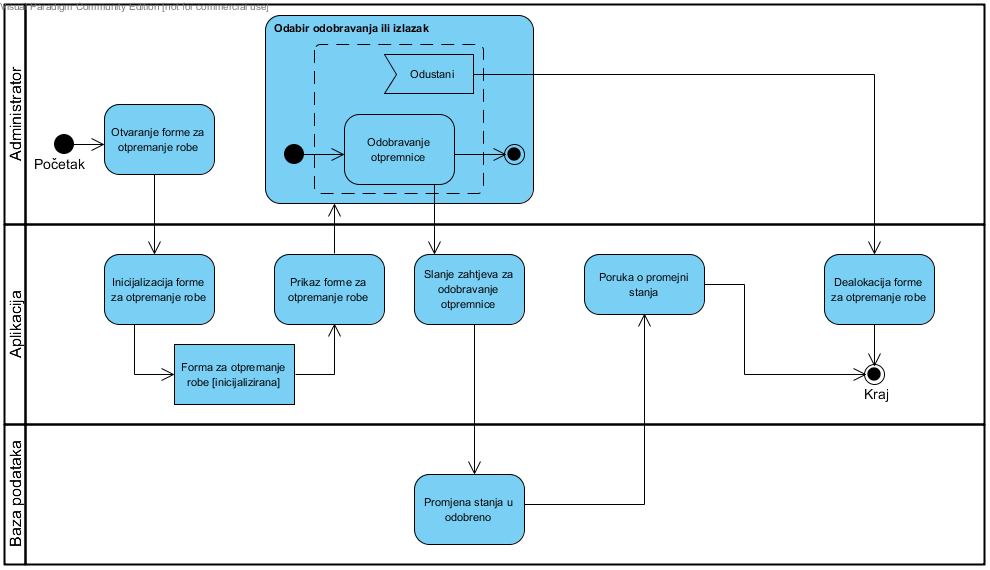 Visual Paradigm Community Edition [not for commercial use]
Administrator
Početak
Otvaranje forme za
otpremanje robe
Odabir odobravanja ili izlazak
Odustani
Odobravanje
otpremnice
Aplikacija
Inicijalizacija forme
za otpremanje robe
Prikaz forme za
otpremanje robe
Slanje zahtjeva za
odobravanje
otpremnice
Poruka o promejni
stanja
Dealokacija forme
za otpremanje robe
Forma za otpremanje
robe [inicijalizirana]
Kraj
Baza podataka
Promjena stanja u
odobreno